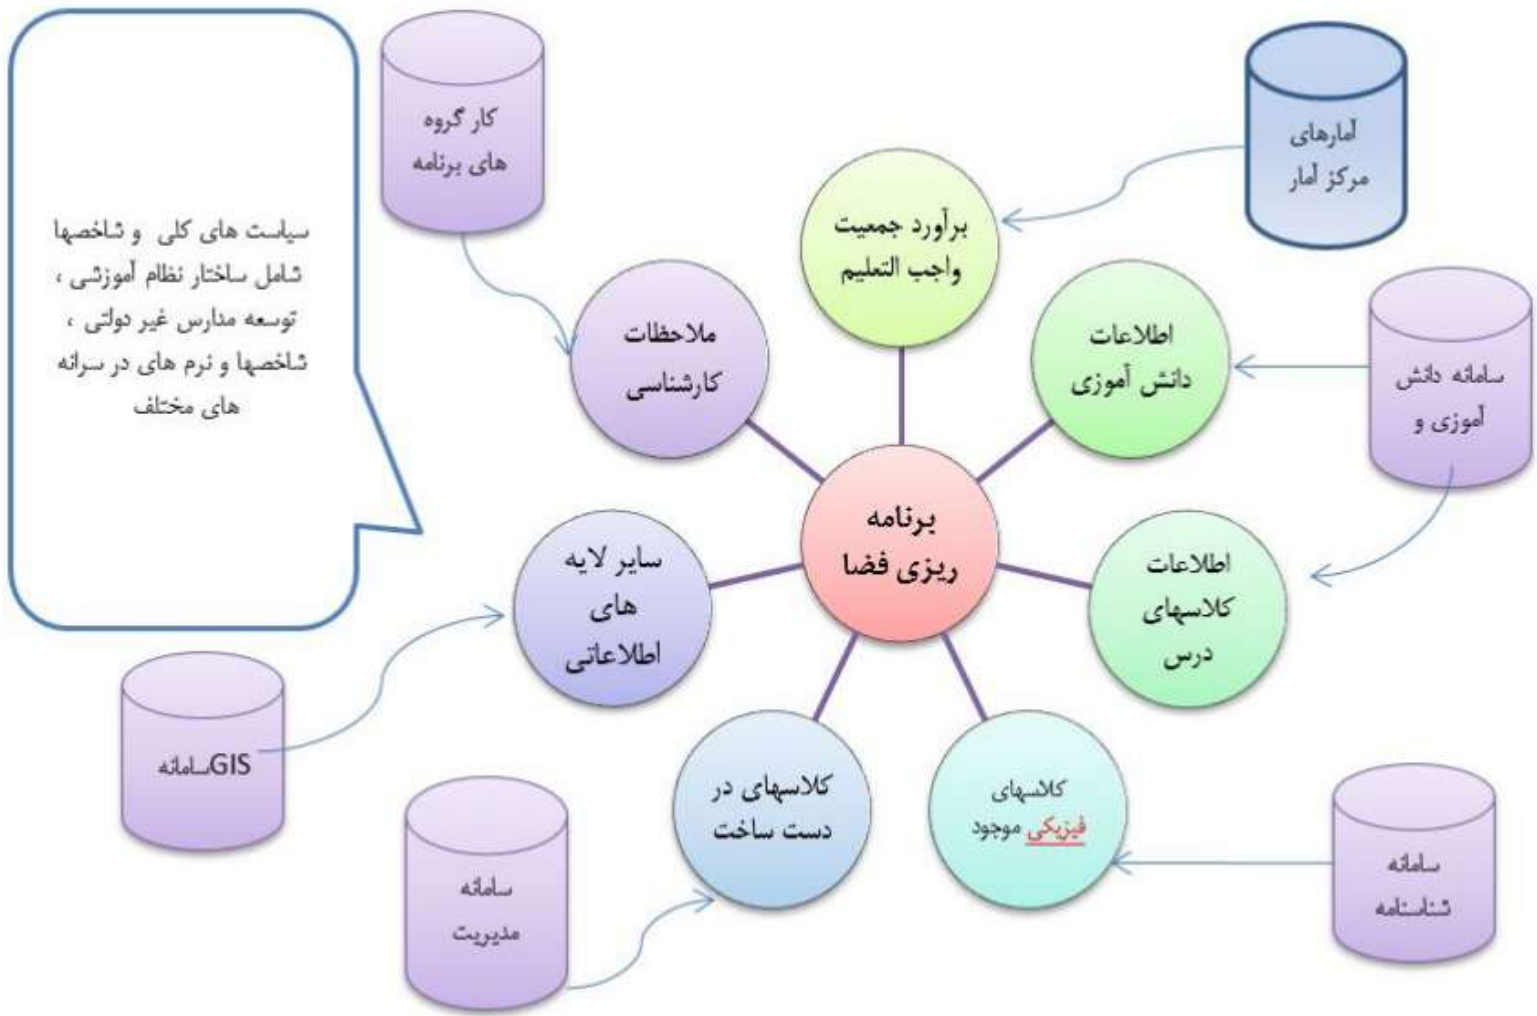 سیاست های کلی و شاخصها
شامل ساختار نظام آموزشی ،
توسعه مدارس غیر دولتی ،
شاخصها و نرم های در سرانه
های مختلف
کار گروه
های برنامه
آمارهای
مرکز آمار
برآورد جمعیت
واجب التعلیم
ملاحظات
کارشناسی
اطلاعات
دانش آموزی
سامانه دانش
آموزی و
برنامه
ریزی فضا
سایر لایه
های
اطلاعاتی
اطلاعات
کلاسهای
درس
سامانهGIS
کلاسهای در
دست ساخت
کلاسهای
فیزیکی موجود
سامانه
مدیریت
سامانه
شناسنامه